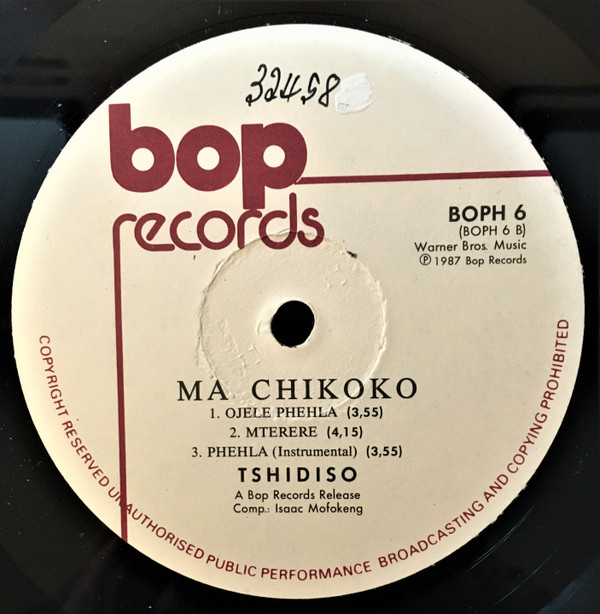 32458
bop
records
BOPH 6
(BOPH 6 B)
Warner Bros. Music
℗ 1987 Bop Records
MA CHIKOKO
1. OJELE PHEHLA (3,55)
2. MTERERE (4,15)
3. PHEHLA (Instrumental) (3,55)
TSHIDISO
A Bop Records Release
Comp.: Isaac Mofokeng
COPYRIGHT RESERVED UNAUTHORISED PUBLIC PERFORMANCE BROADCASTING AND COPYING PROHIBITED